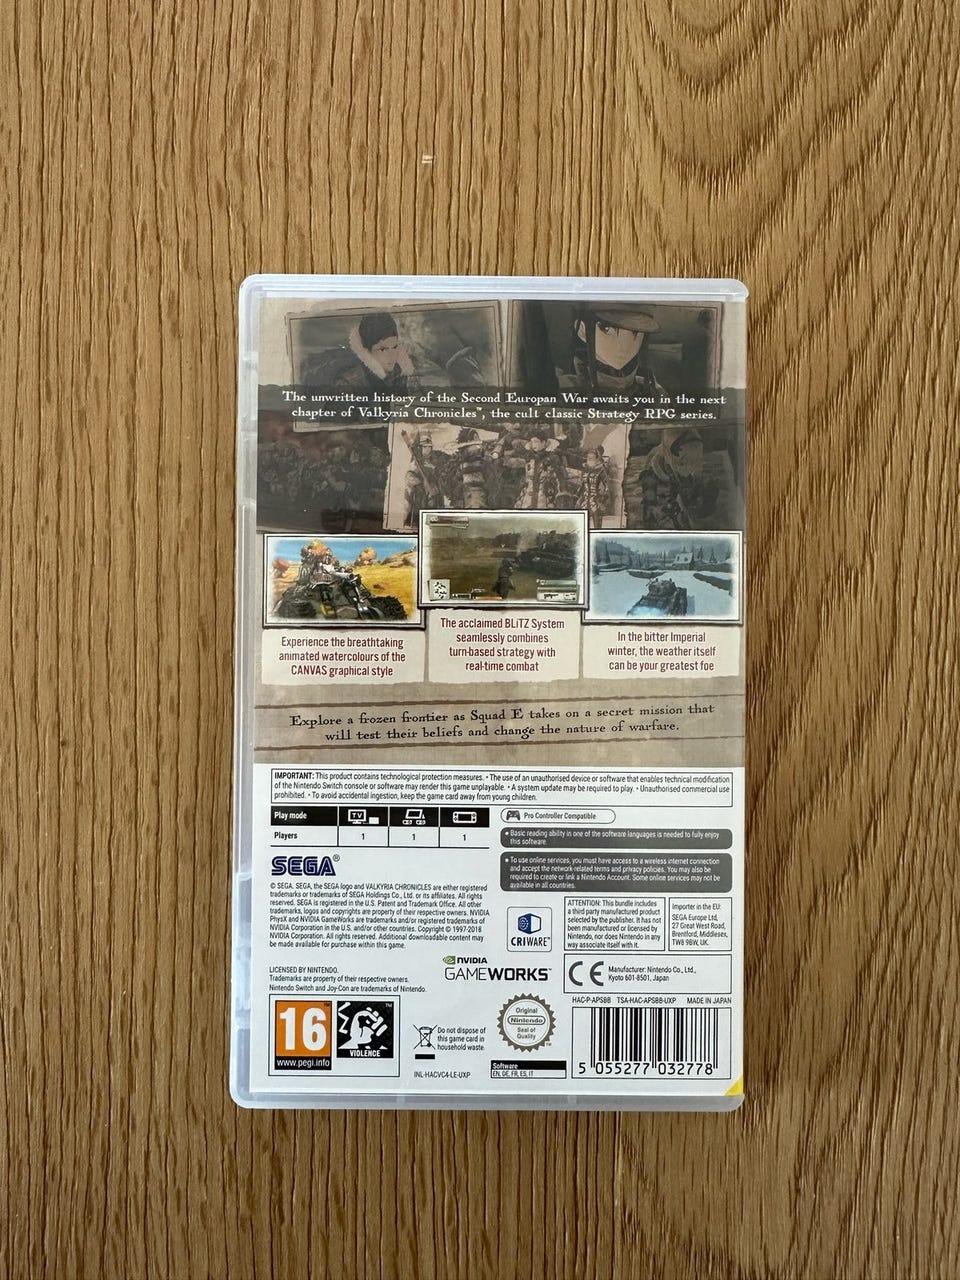 The unwritten history of the Second Europan War awaits you in the next
chapter of Valkyria Chronicles™, the cult classic Strategy RPG series.
Experience the breathtaking
animated watercolours of the
CANVAS graphical style
The acclaimed BLiTZ System
seamlessly combines
turn-based strategy with
real-time combat
In the bitter Imperial
winter, the weather itself
can be your greatest foe
Explore a frozen frontier as Squad E takes on a secret mission that
will test their beliefs and change the nature of warfare.
IMPORTANT: This product contains technological protection measures. • The use of an unauthorised device or software that enables technical modification
of the Nintendo Switch console or software may render this game unplayable. • A system update may be required to play. • Unauthorised commercial use
prohibited. • To avoid accidental ingestion, keep the game card away from young children.
Play mode
TV
Players 1 1 1
Pro Controller Compatible
• Basic reading ability in one of the software languages is needed to fully enjoy
this software.
• To use online services, you must have access to a wireless internet connection
and accept the network-related terms and privacy policies. You may also be
required to create or link a Nintendo Account. Some online services may not be
available in all countries.
SEGA®
© SEGA. SEGA, the SEGA logo and VALKYRIA CHRONICLES are either registered
trademarks or trademarks of SEGA Holdings Co., Ltd. or its affiliates. All rights
reserved. SEGA is registered in the U.S. Patent and Trademark Office. All other
trademarks, logos and copyrights are property of their respective owners. NVIDIA
PhysX and NVIDIA GameWorks are trademarks and/or registered trademarks of
NVIDIA Corporation in the U.S. and/or other countries. Copyright © 1997-2018
NVIDIA Corporation. All rights reserved. Additional downloadable content may
be made available for purchase within this game.
CRIWARE™
ATTENTION: This bundle includes
a third party manufactured product
selected by the publisher. It has not
been manufactured or licensed by
Nintendo, nor does Nintendo in any
way associate itself with it.
Importer in the EU:
SEGA Europe Ltd,
27 Great West Road,
Brentford, Middlesex,
TW8 9BW, UK.
NVIDIA
GAMEWORKS™
CE
Manufacturer: Nintendo Co., Ltd.,
Kyoto 601-8501, Japan
LICENSED BY NINTENDO.
Trademarks are property of their respective owners.
Nintendo Switch and Joy-Con are trademarks of Nintendo.
16
www.pegi.info
VIOLENCE
Do not dispose of
this game card in
household waste.
INL-HACVC4-LE-UXP
Original
Nintendo
Seal of
Quality
Software
EN, DE, FR, ES, IT
HAC-P-APSBB TSA-HAC-APSBB-UXP MADE IN JAPAN
5 055277 032778